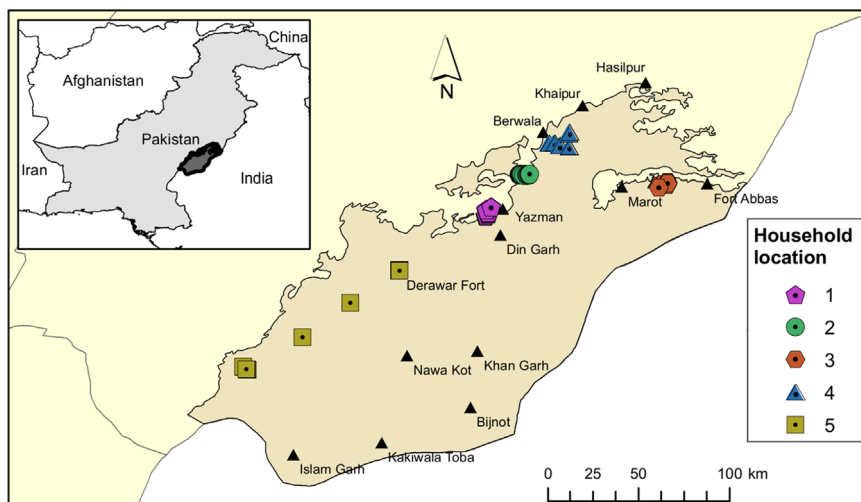 China
Afghanistan
Pakistan
Iran
India
N
Hasilpur
Khaipur
Berwala
Marot
Fort Abbas
Yazman
Din Garh
Derawar Fort
Nawa Kot
Khan Garh
Bijnot
Kakiwala Toba
Islam Garh
Household
location
1
2
3
4
5
0 25 50 100 km